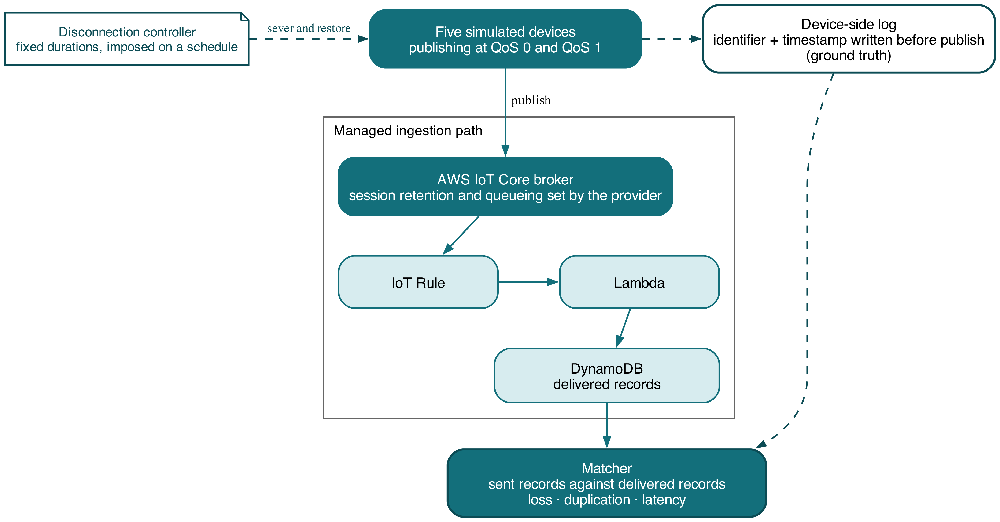 Disconnection controller
fixed durations, imposed on a schedule
sever and restore
Five simulated devices
publishing at QoS 0 and QoS 1
Device-side log
identifier + timestamp written before publish
(ground truth)
publish
Managed ingestion path
AWS IoT Core broker
session retention and queueing set by the provider
IoT Rule
Lambda
DynamoDB
delivered records
Matcher
sent records against delivered records
loss · duplication · latency